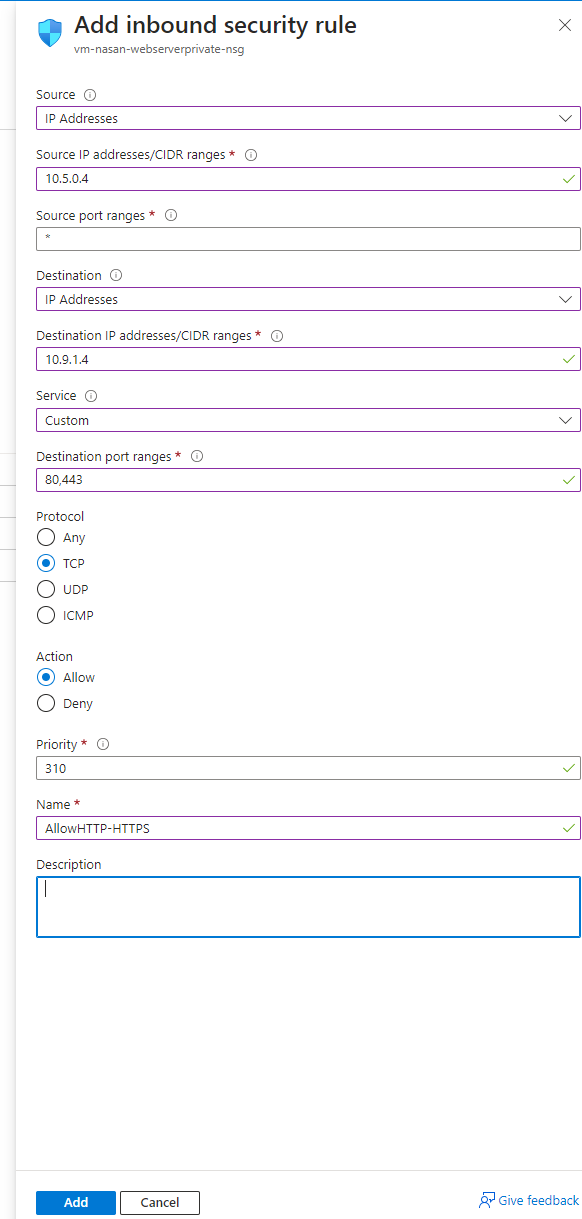 Add inbound security rule
vm-nasan-webserverprivate-nsg
Source
IP Addresses
Source IP addresses/CIDR ranges *
10.5.0.4
Source port ranges *
*
Destination
IP Addresses
Destination IP addresses/CIDR ranges *
10.9.1.4
Service
Custom
Destination port ranges *
80,443
Protocol
Any
TCP
UDP
ICMP
Action
Allow
Deny
Priority *
310
Name *
AllowHTTP-HTTPS
Description
Add
Cancel
Give feedback